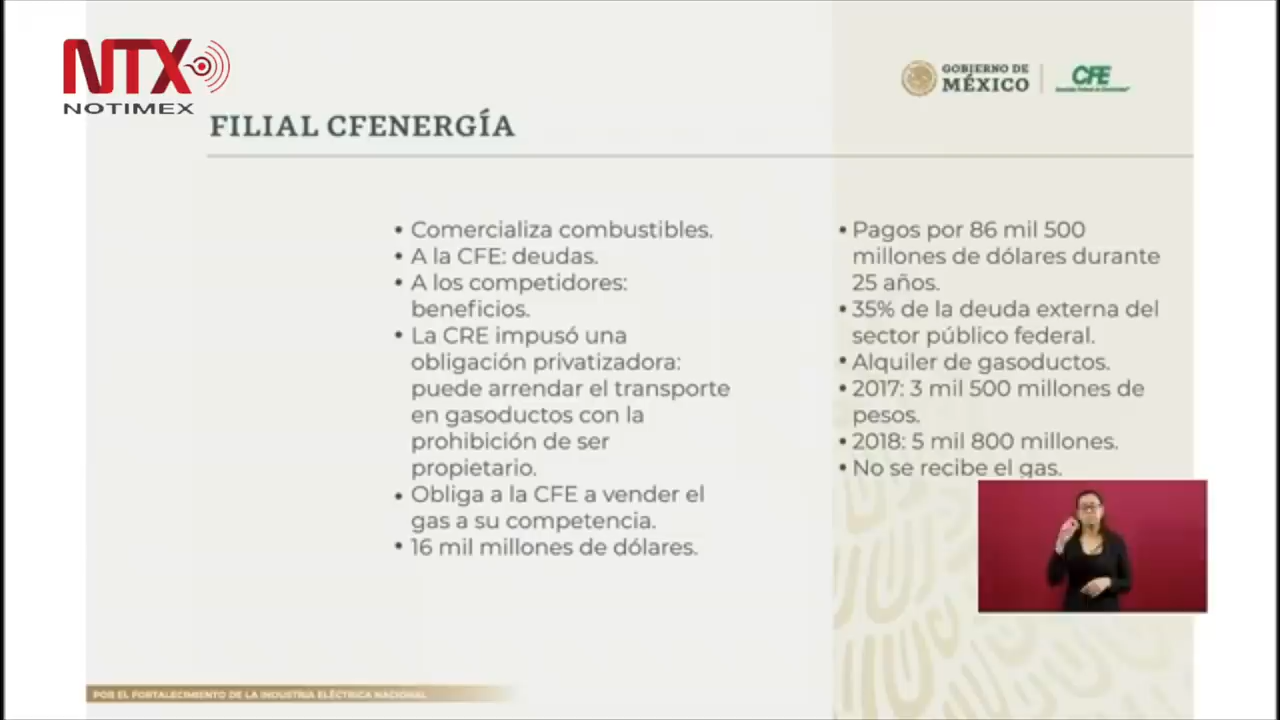 NTX
NOTIMEX
GOBIERNO DE
MÉXICO
CFE
FILIAL CFENERGÍA
• Comercializa combustibles.
• A la CFE: deudas.
• A los competidores:
beneficios.
• La CRE impusó una
obligación privatizadora:
puede arrendar el transporte
en gasoductos con la
prohibición de ser
propietario.
• Obliga a la CFE a vender el
gas a su competencia.
• 16 mil millones de dólares.
• Pagos por 86 mil 500
millones de dólares durante
25 años.
• 35% de la deuda externa del
sector público federal.
• Alquiler de gasoductos.
• 2017: 3 mil 500 millones de
pesos.
• 2018: 5 mil 800 millones.
• No se recibe el gas.
POR EL FORTALECIMIENTO DE LA INDUSTRIA ELÉCTRICA NACIONAL